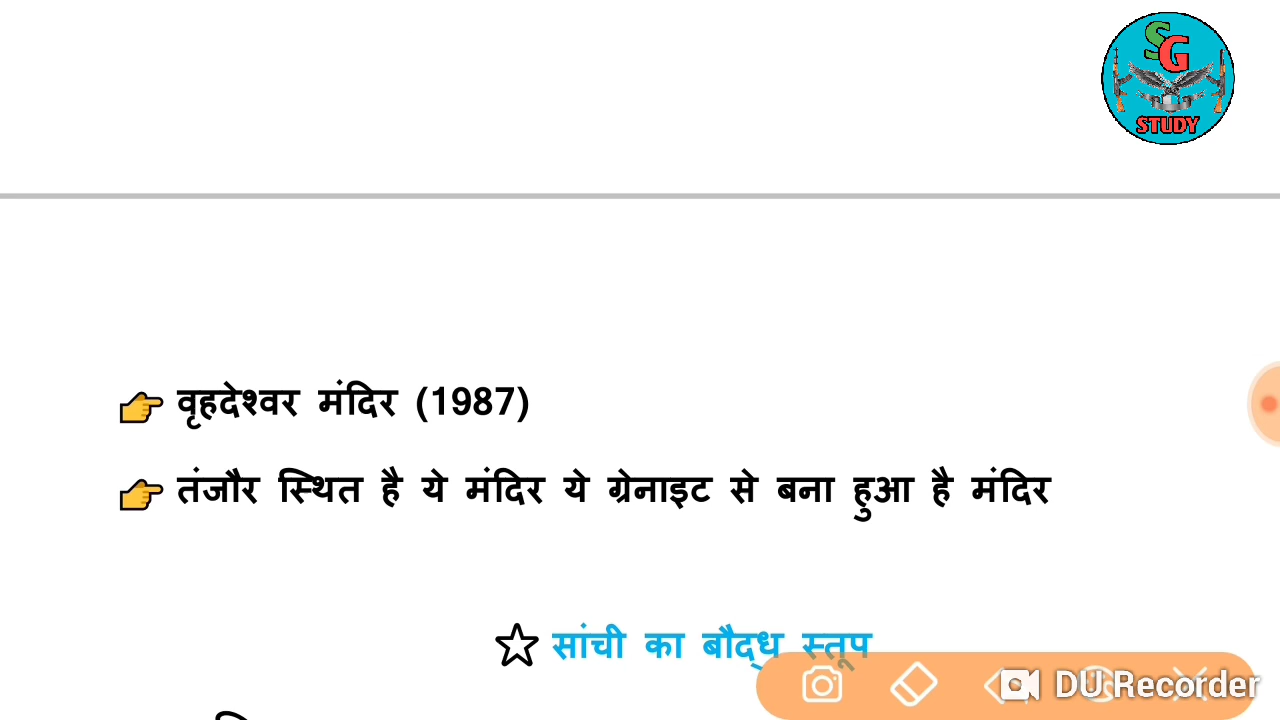 SG
STUDY
वृहदेश्वर मंदिर (1987)
तंजौर स्थित है ये मंदिर ये ग्रेनाइट से बना हुआ है मंदिर
सांची का बौद्ध स्तूप
DU Recorder